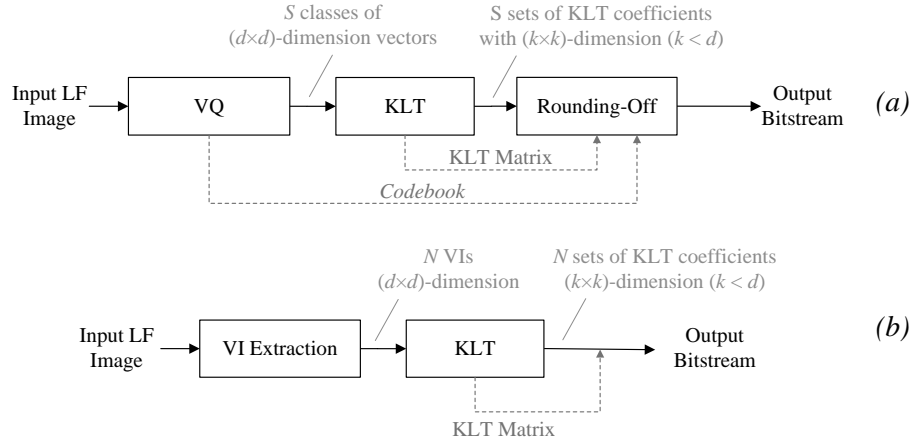 S classes of
(d×d)-dimension vectors
S sets of KLT coefficients
with (k×k)-dimension (k < d)
Input LF
Image
VQ
KLT
Rounding-Off
Output
Bitstream
(a)
KLT Matrix
Codebook
N VIs
(d×d)-dimension
N sets of KLT coefficients
(k×k)-dimension (k < d)
Input LF
Image
VI Extraction
KLT
Output
Bitstream
(b)
KLT Matrix